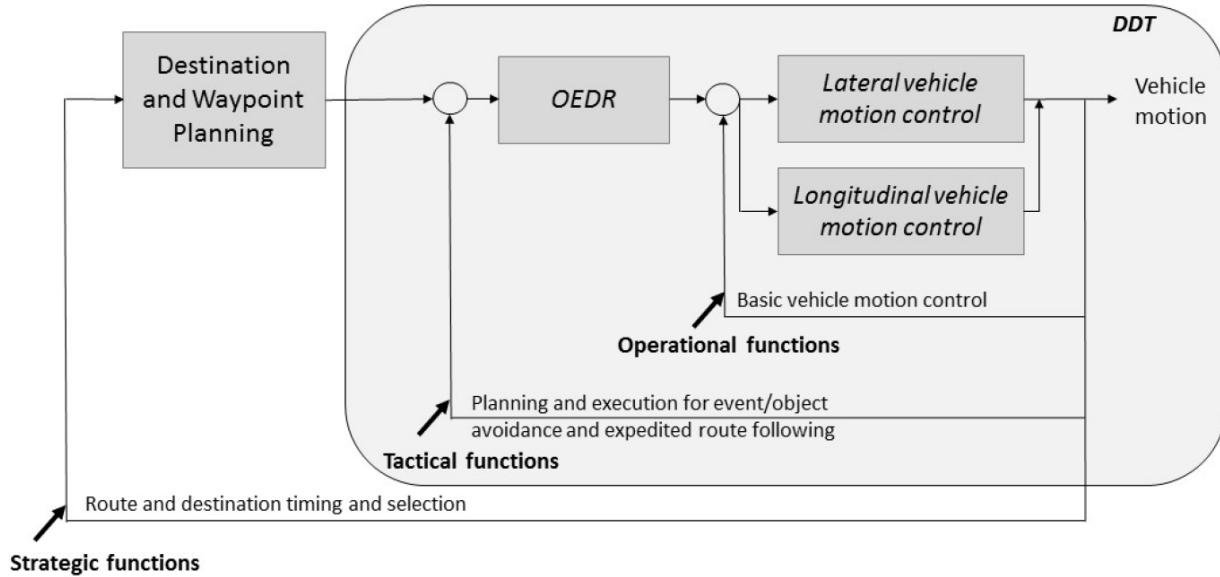 DDT
Destination
and Waypoint
Planning
OEDR
Lateral vehicle
motion control
Vehicle
motion
Longitudinal vehicle
motion control
Basic vehicle motion control
Operational functions
Planning and execution for event/object
avoidance and expedited route following
Tactical functions
Route and destination timing and selection
Strategic functions